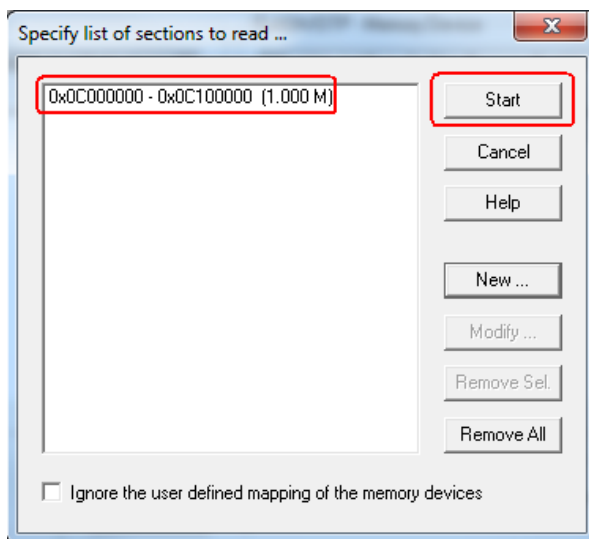 Specify list of sections to read ...
0x0C000000 - 0x0C100000 (1.000 M)
Start
Cancel
Help
New ...
Modify ...
Remove Sel.
Remove All
Ignore the user defined mapping of the memory devices